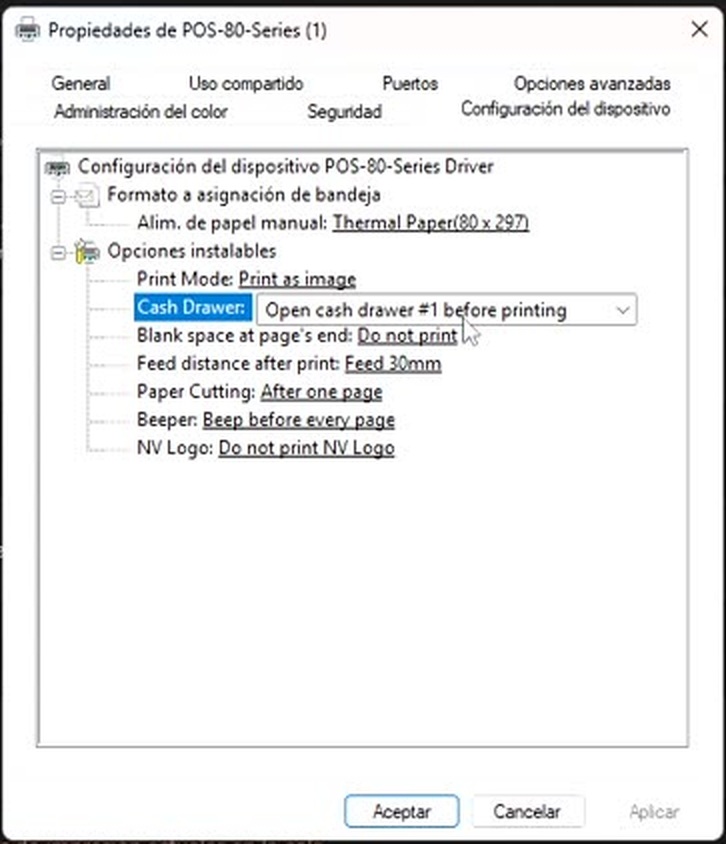 Propiedades de POS-80-Series (1)
General Uso compartido Puertos Opciones avanzadas
Administración del color Seguridad Configuración del dispositivo
Configuración del dispositivo POS-80-Series Driver
Formato a asignación de bandeja
Alim. de papel manual: Thermal Paper(80 x 297)
Opciones instalables
Print Mode: Print as image
Cash Drawer: Open cash drawer #1 before printing
Blank space at page's end: Do not print
Feed distance after print: Feed 30mm
Paper Cutting: After one page
Beeper: Beep before every page
NV Logo: Do not print NV Logo
Aceptar Cancelar Aplicar